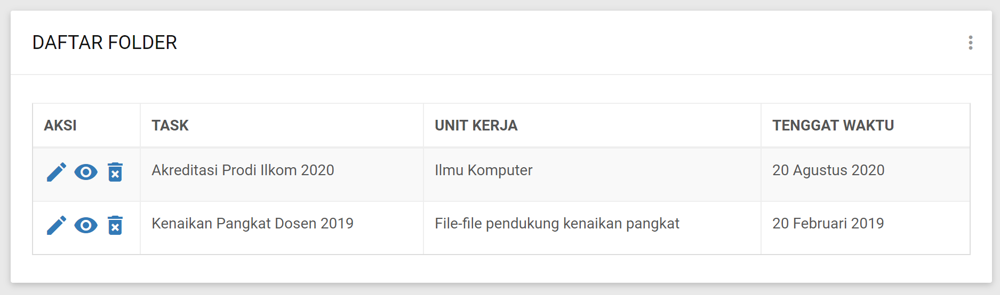 DAFTAR FOLDER
AKSI TASK UNIT KERJA TENGGAT WAKTU
Akreditasi Prodi Ilkom 2020 Ilmu Komputer 20 Agustus 2020
Kenaikan Pangkat Dosen 2019 File-file pendukung kenaikan pangkat 20 Februari 2019